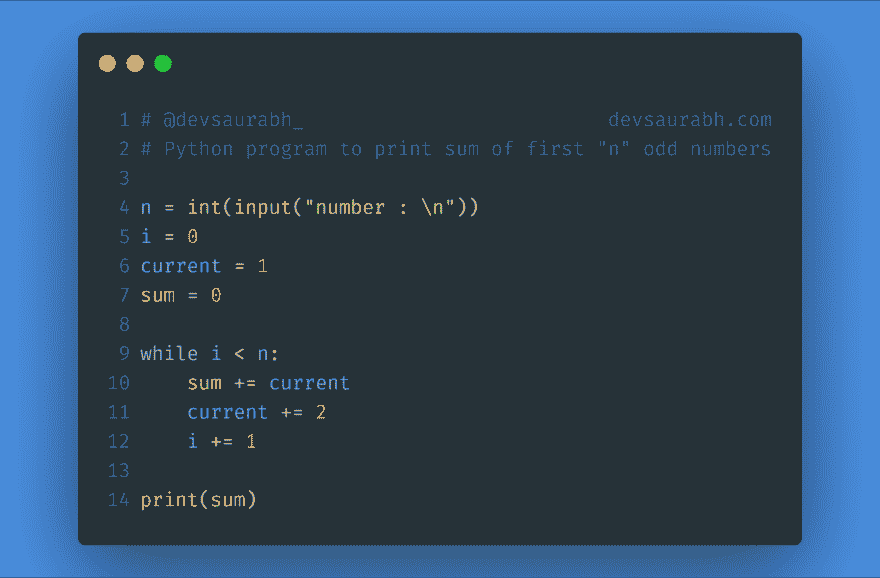 1 # @devsaurabh_ devsaurabh.com
2 # Python program to print sum of first "n" odd numbers
3
4 n = int(input("number : \n"))
5 i = 0
6 current = 1
7 sum = 0
8
9 while i < n:
10     sum += current
11     current += 2
12     i += 1
13
14 print(sum)